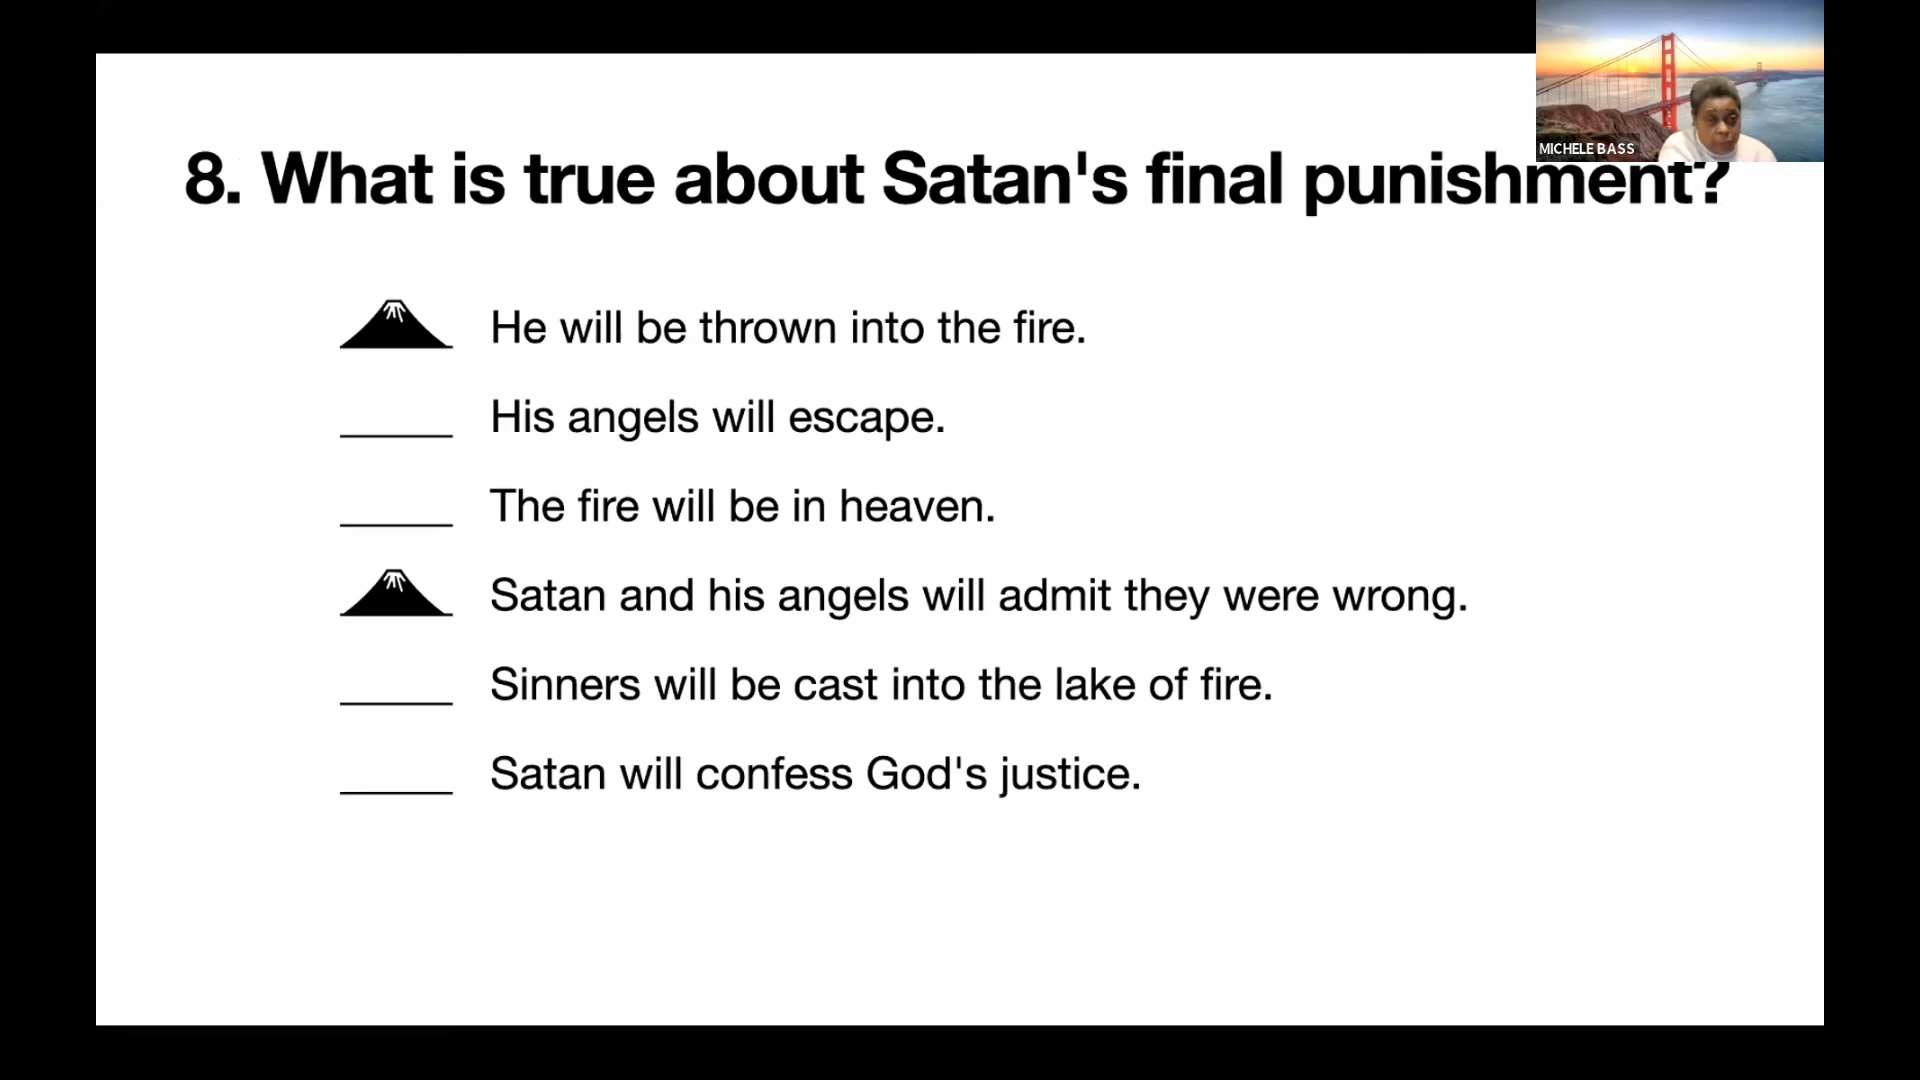 MICHELE BASS
8. What is true about Satan's final punishment?
He will be thrown into the fire.
His angels will escape.
The fire will be in heaven.
Satan and his angels will admit they were wrong.
Sinners will be cast into the lake of fire.
Satan will confess God's justice.